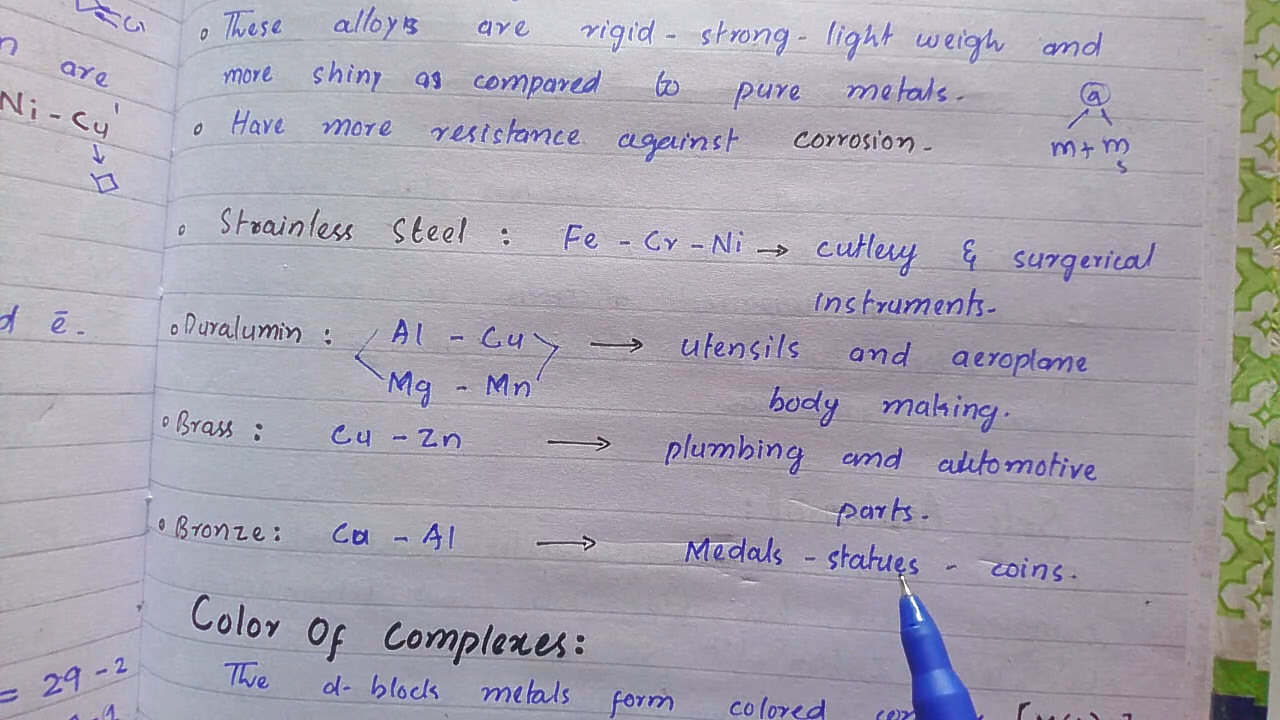 n are
Ni - Cu
d ē.
= 29 -2
o These alloys are rigid - strong - light weigh and
more shiny as compared to pure metals.
o Have more resistance against corrosion.
a
m + m
s
o Strainless Steel : Fe - Cr - Ni → cutlery & surgerical
instruments.
o Duralumin : Al - Cu → utensils and aeroplane
Mg - Mn body making.
o Brass : Cu - Zn → plumbing and automotive
parts.
o Bronze : Cu - Al → Medals - statues - coins.
Color Of Complexes:
The d- block metals form colored